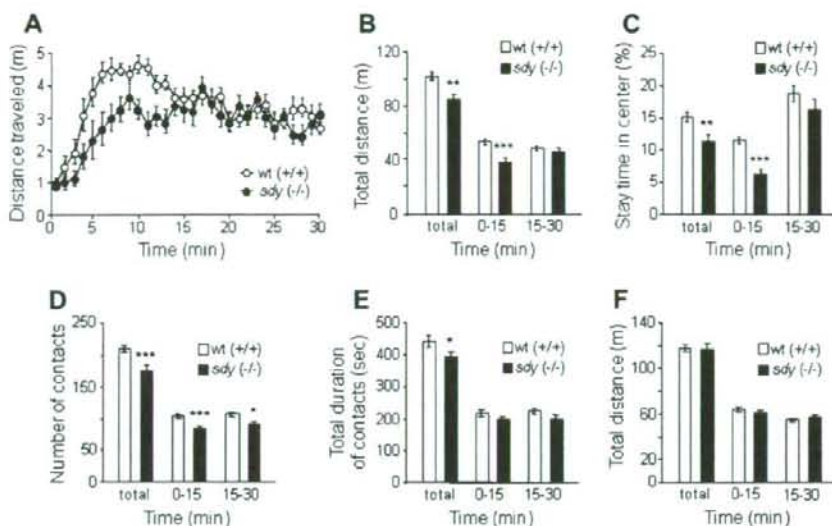 A
Distance traveled (m)
6
5
4
3
2
1
0
0 5 10 15 20 25 30
wt (+/+)
sdy (-/-)
Time (min)
B
Total distance (m)
120
80
40
0
wt (+/+)
sdy (-/-)
**
***
total 0-15 15-30
Time (min)
C
Stay time in center (%)
25
20
15
10
5
0
wt (+/+)
sdy (-/-)
**
***
total 0-15 15-30
Time (min)
D
Number of contacts
250
150
50
0
wt (+/+)
sdy (-/-)
***
***
*
total 0-15 15-30
Time (min)
E
Total duration
of contacts (sec)
500
400
300
200
100
0
wt (+/+)
sdy (-/-)
*
total 0-15 15-30
Time (min)
F
Total distance (m)
120
80
40
0
wt (+/+)
sdy (-/-)
total 0-15 15-30
Time (min)